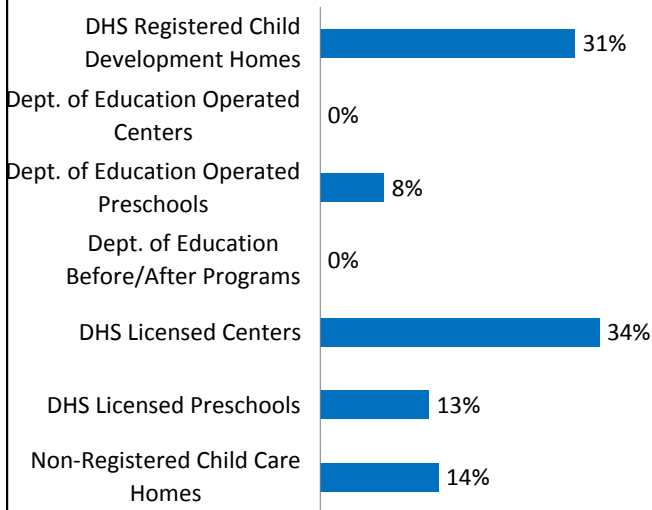 DHS Registered Child
Development Homes
31%
Dept. of Education Operated
Centers
0%
Dept. of Education Operated
Preschools
8%
Dept. of Education
Before/After Programs
0%
DHS Licensed Centers
34%
DHS Licensed Preschools
13%
Non-Registered Child Care
Homes
14%